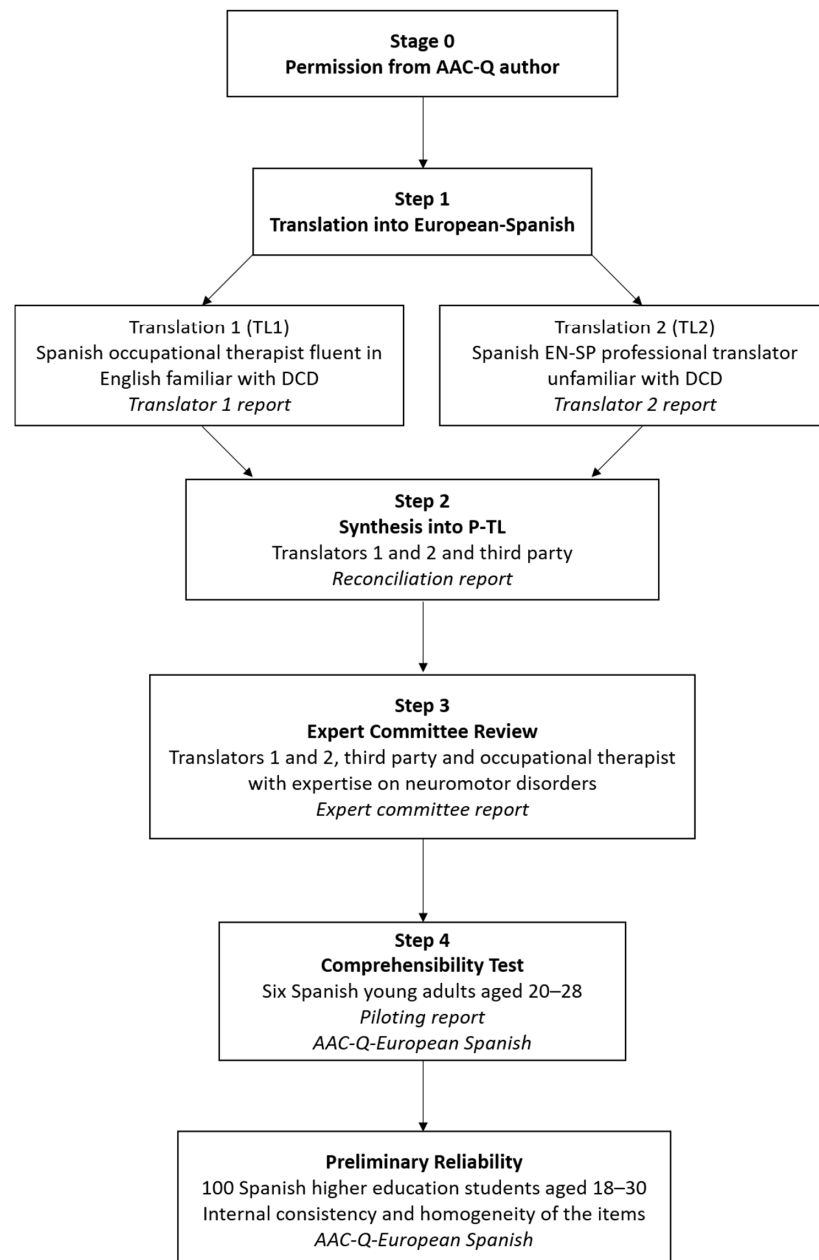 Stage 0
Permission from AAC-Q author
Step 1
Translation into European-Spanish
Translation 1 (TL1)
Spanish occupational therapist fluent in
English familiar with DCD
Translator 1 report
Translation 2 (TL2)
Spanish EN-SP professional translator
unfamiliar with DCD
Translator 2 report
Step 2
Synthesis into P-TL
Translators 1 and 2 and third party
Reconciliation report
Step 3
Expert Committee Review
Translators 1 and 2, third party and occupational therapist
with expertise on neuromotor disorders
Expert committee report
Step 4
Comprehensibility Test
Six Spanish young adults aged 20–28
Piloting report
AAC-Q-European Spanish
Preliminary Reliability
100 Spanish higher education students aged 18–30
Internal consistency and homogeneity of the items
AAC-Q-European Spanish